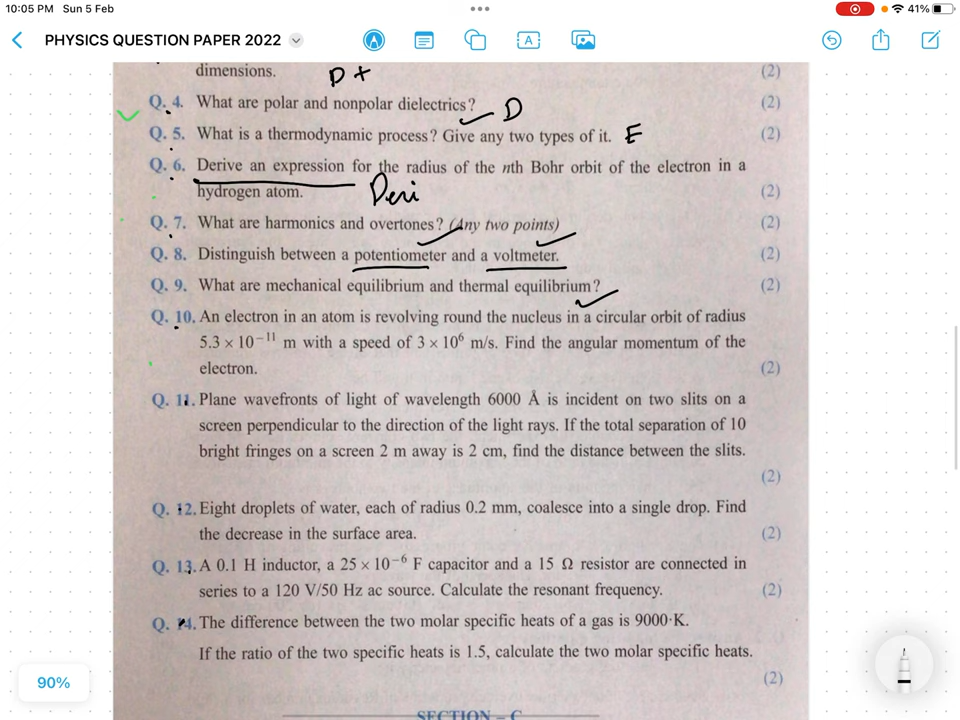 10:05 PM Sun 5 Feb
41%
PHYSICS QUESTION PAPER 2022
A
dimensions. D+ (2)
Q. 4. What are polar and nonpolar dielectrics? D (2)
Q. 5. What is a thermodynamic process? Give any two types of it. E (2)
Q. 6. Derive an expression for the radius of the nth Bohr orbit of the electron in a
hydrogen atom. Deri (2)
Q. 7. What are harmonics and overtones? (Any two points) (2)
Q. 8. Distinguish between a potentiometer and a voltmeter. (2)
Q. 9. What are mechanical equilibrium and thermal equilibrium? (2)
Q. 10. An electron in an atom is revolving round the nucleus in a circular orbit of radius
5.3 × 10⁻¹¹ m with a speed of 3 × 10⁶ m/s. Find the angular momentum of the
electron. (2)
Q. 11. Plane wavefronts of light of wavelength 6000 Å is incident on two slits on a
screen perpendicular to the direction of the light rays. If the total separation of 10
bright fringes on a screen 2 m away is 2 cm, find the distance between the slits.
(2)
Q. 12. Eight droplets of water, each of radius 0.2 mm, coalesce into a single drop. Find
the decrease in the surface area. (2)
Q. 13. A 0.1 H inductor, a 25 × 10⁻⁶ F capacitor and a 15 Ω resistor are connected in
series to a 120 V/50 Hz ac source. Calculate the resonant frequency. (2)
Q. 14. The difference between the two molar specific heats of a gas is 9000·K.
If the ratio of the two specific heats is 1.5, calculate the two molar specific heats.
(2)
90%
SECTION – C